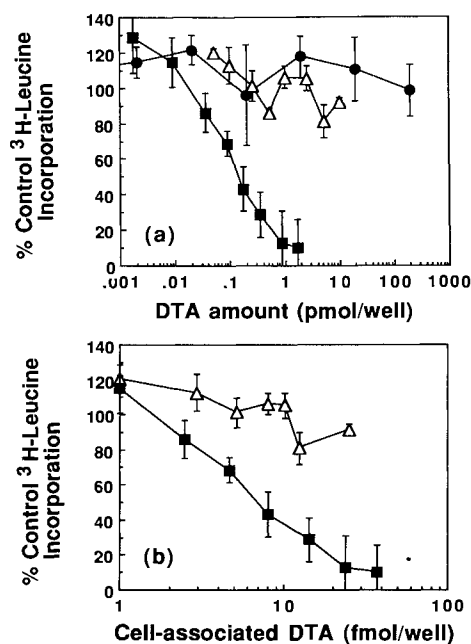 140
120
100
80
60
40
20
0
% Control ³H-Leucine
Incorporation
(a)
.001 .01 .1 1 10 100 1000
DTA amount (pmol/well)
140
120
100
80
60
40
20
0
% Control ³H-Leucine
Incorporation
(b)
1 10 100
Cell-associated DTA (fmol/well)